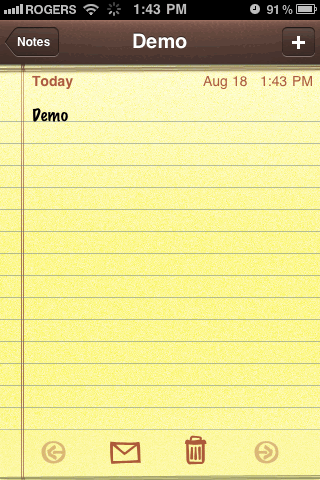 ROGERS 1:43 PM 91%
Notes Demo +
Today Aug 18 1:43 PM
Demo